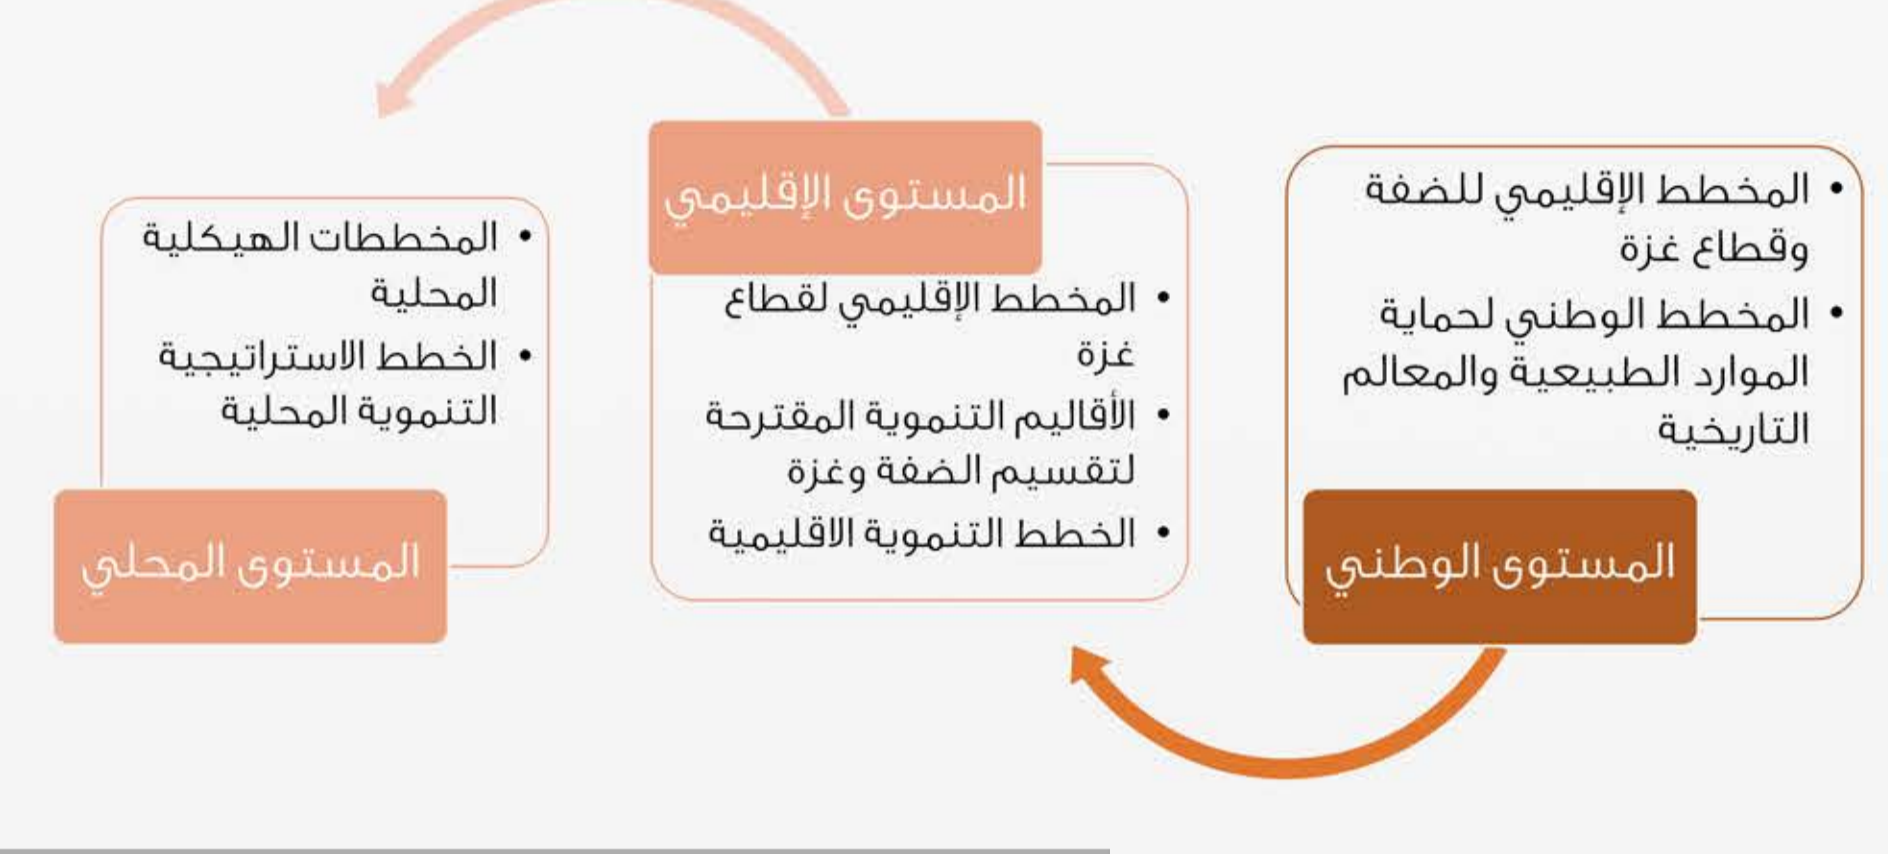 • المخطط الإقليمي للضفة
وقطاع غزة
• المخطط الوطني لحماية
الموارد الطبيعية والمعالم
التاريخية
المستوى الوطني
المستوى الإقليمي
• المخطط الإقليمي لقطاع
غزة
• الأقاليم التنموية المقترحة
لتقسيم الضفة وغزة
• الخطط التنموية الاقليمية
• المخططات الهيكلية
المحلية
• الخطط الاستراتيجية
التنموية المحلية
المستوى المحلي